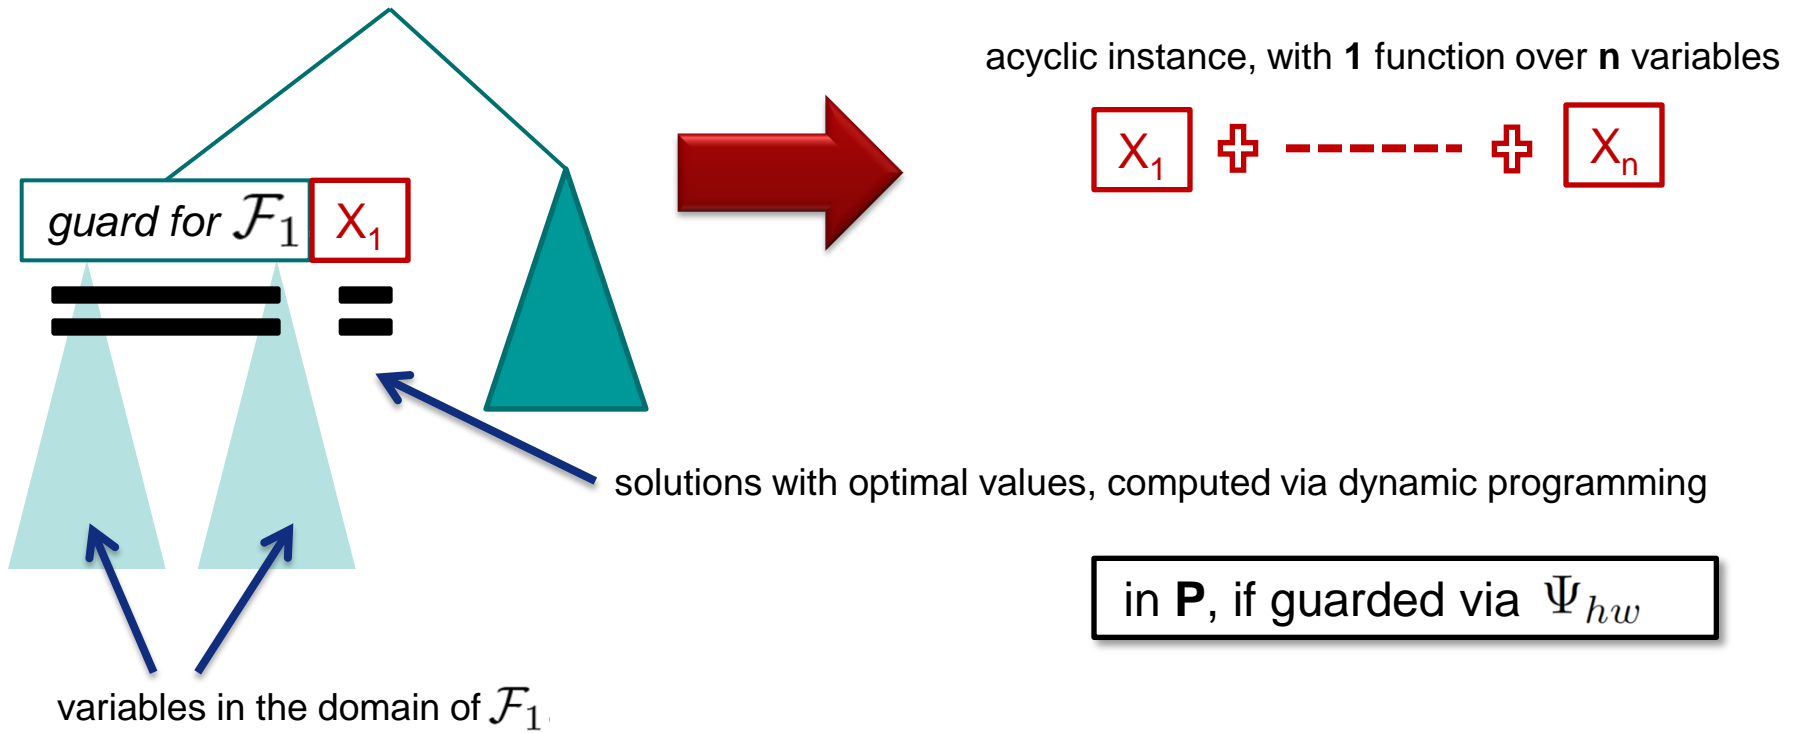 acyclic instance, with 1 function over n variables
X₁ + + Xₙ
guard for 𝓕₁ X₁
solutions with optimal values, computed via dynamic programming
in P, if guarded via Ψₕw
variables in the domain of 𝓕₁